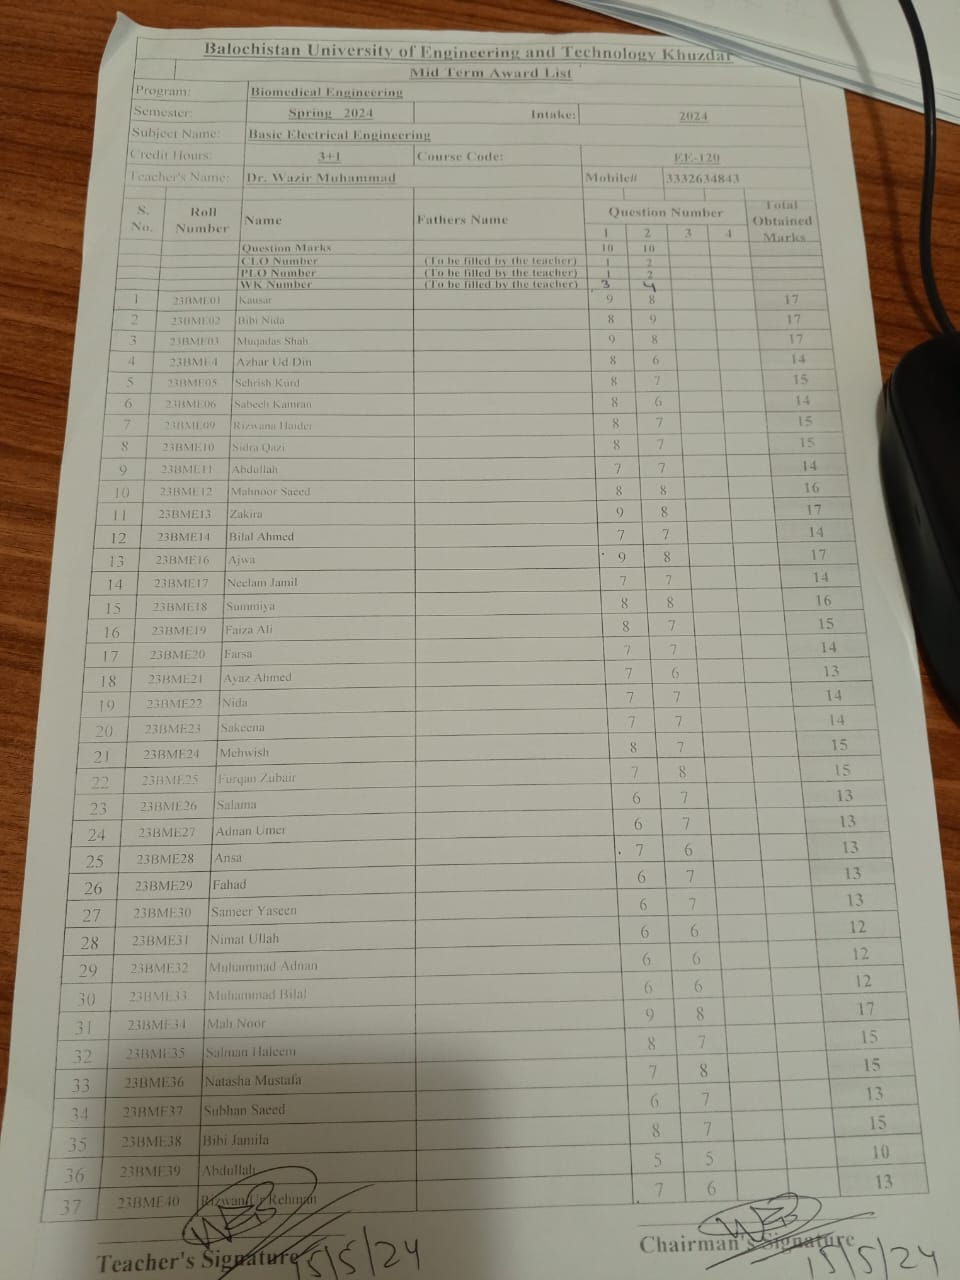 Balochistan University of Engineering and Technology Khuzdar
Mid Term Award List
Program: Biomedical Engineering
Semester: Spring 2024 Intake: 2024
Subject Name: Basic Electrical Engineering
Credit Hours: 3+1 Course Code: EE-120
Teacher's Name: Dr. Wazir Muhammad Mobile# 3332634843
S. No. Roll Number Name Fathers Name Question Number Total Obtained Marks
1 2 3 4
Question Marks 10 10
CLO Number (To be filled by the teacher) 1 2
PLO Number (To be filled by the teacher) 1 2
WK Number (To be filled by the teacher) 3 4
1 23BME01 Kausar 9 8 17
2 23BME02 Bibi Nida 8 9 17
3 23BME03 Muqadas Shah 9 8 17
4 23BME4 Azhar Ud Din 8 6 14
5 23BME05 Sehrish Kurd 8 7 15
6 23BME06 Sabeeh Kamran 8 6 14
7 23BME09 Rizwana Haider 8 7 15
8 23BME10 Sidra Qazi 8 7 15
9 23BME11 Abdullah 7 7 14
10 23BME12 Mahnoor Saeed 8 8 16
11 23BME13 Zakira 9 8 17
12 23BME14 Bilal Ahmed 7 7 14
13 23BME16 Ajwa 9 8 17
14 23BME17 Neelam Jamil 7 7 14
15 23BME18 Summiya 8 8 16
16 23BME19 Faiza Ali 8 7 15
17 23BME20 Farsa 7 7 14
18 23BME21 Ayaz Ahmed 7 6 13
19 23BME22 Nida 7 7 14
20 23BME23 Sakeena 7 7 14
21 23BME24 Mehwish 8 7 15
22 23BME25 Furqan Zubair 7 8 15
23 23BME26 Salama 6 7 13
24 23BME27 Adnan Umer 6 7 13
25 23BME28 Ansa 7 6 13
26 23BME29 Fahad 6 7 13
27 23BME30 Sameer Yaseen 6 7 13
28 23BME31 Nimat Ullah 6 6 12
29 23BME32 Muhammad Adnan 6 6 12
30 23BME33 Muhammad Bilal 6 6 12
31 23BME34 Mah Noor 9 8 17
32 23BME35 Salman Haleem 8 7 15
33 23BME36 Natasha Mustafa 7 8 15
34 23BME37 Subhan Saeed 6 7 13
35 23BME38 Bibi Jamila 8 7 15
36 23BME39 Abdullah 5 5 10
37 23BME40 Rizwan Ur Rehman 7 6 13
Teacher's Signature 15/5/24 Chairman's Signature 15/5/24